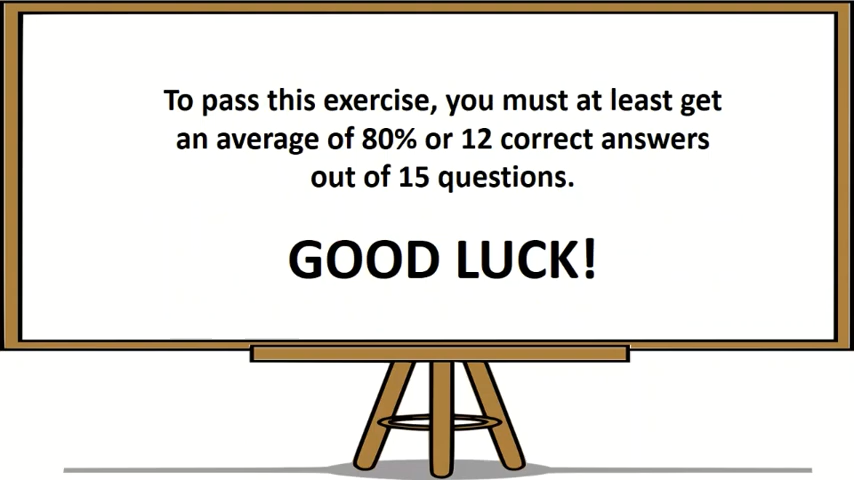 To pass this exercise, you must at least get
an average of 80% or 12 correct answers
out of 15 questions.
GOOD LUCK!